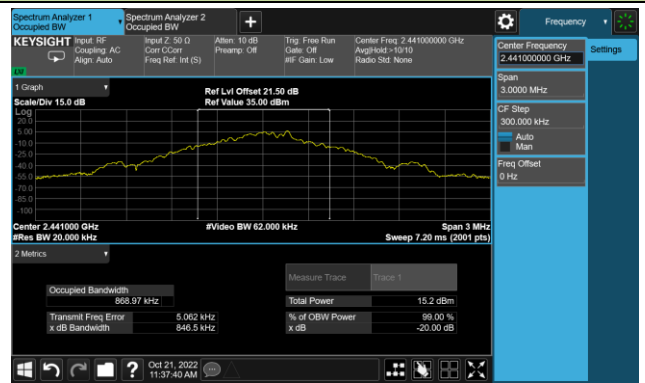 Spectrum Analyzer 1
Occupied BW
Spectrum Analyzer 2
Occupied BW
Frequency
KEYSIGHT
Input: RF
Coupling: AC
Align: Auto
Input Z: 50 Ω
Corr CCorr
Freq Ref: Int (S)
Atten: 10 dB
Preamp: Off
Trig: Free Run
Gate: Off
#IF Gain: Low
Center Freq: 2.441000000 GHz
Avg|Hold:>10/10
Radio Std: None
Center Frequency
2.441000000 GHz
Settings
Span
3.0000 MHz
CF Step
300.000 kHz
Auto
Man
Freq Offset
0 Hz
1 Graph
Scale/Div 15.0 dB
Ref Lvl Offset 21.50 dB
Ref Value 35.00 dBm
Log
20.0
5.00
-10.0
-25.0
-40.0
-55.0
-70.0
-85.0
-100
Center 2.441000 GHz
#Res BW 20.000 kHz
#Video BW 62.000 kHz
Span 3 MHz
Sweep 7.20 ms (2001 pts)
2 Metrics
Measure Trace
Trace 1
Occupied Bandwidth
868.97 kHz
Total Power
15.2 dBm
Transmit Freq Error
5.062 kHz
% of OBW Power
99.00 %
x dB Bandwidth
846.5 kHz
x dB
-20.00 dB
Oct 21, 2022
11:37:40 AM